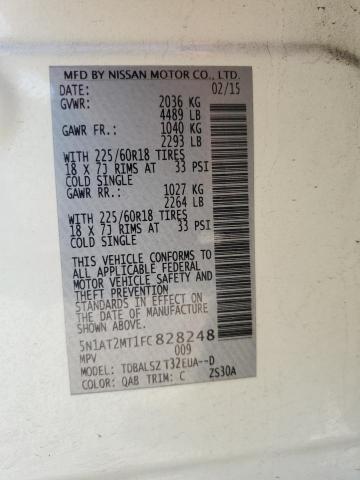 MFD BY NISSAN MOTOR CO., LTD.
DATE: 02/15
GVWR: 2036 KG
4489 LB
GAWR FR.: 1040 KG
2293 LB
WITH 225/60R18 TIRES
18 X 7J RIMS AT 33 PSI
COLD SINGLE
GAWR RR.: 1027 KG
2264 LB
WITH 225/60R18 TIRES
18 X 7J RIMS AT 33 PSI
COLD SINGLE
THIS VEHICLE CONFORMS TO
ALL APPLICABLE FEDERAL
MOTOR VEHICLE SAFETY AND
THEFT PREVENTION
STANDARDS IN EFFECT ON
THE DATE OF MANUFACTURE
SHOWN ABOVE.
5N1AT2MT1FC828248
MPV 009
MODEL: TDBALSZ T32EUA--D
COLOR: QAB TRIM: C ZS30A